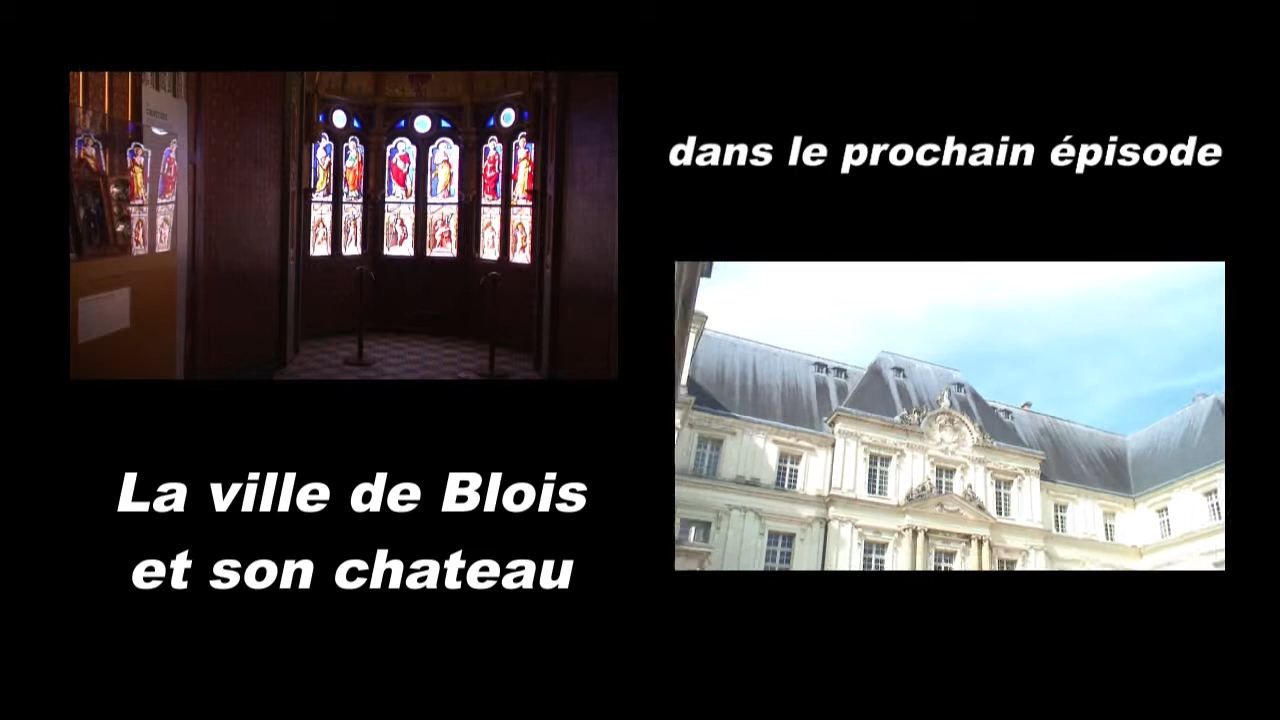 dans le prochain épisode
La ville de Blois
et son chateau